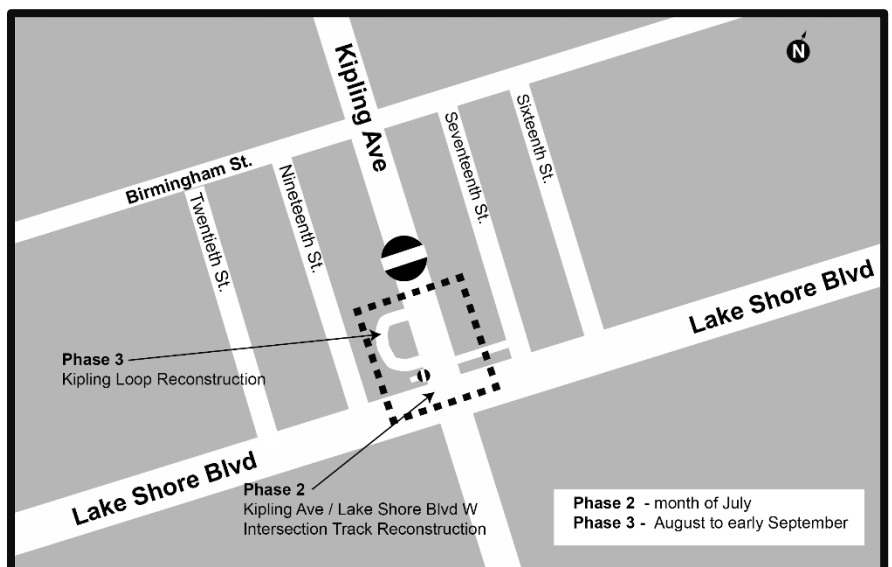 N
Kipling Ave
Sixteenth St.
Seventeenth St.
Birmingham St.
Nineteenth St.
Twentieth St.
Lake Shore Blvd
Phase 3
Kipling Loop Reconstruction
Lake Shore Blvd
Phase 2
Kipling Ave / Lake Shore Blvd W
Intersection Track Reconstruction
Phase 2 - month of July
Phase 3 - August to early September